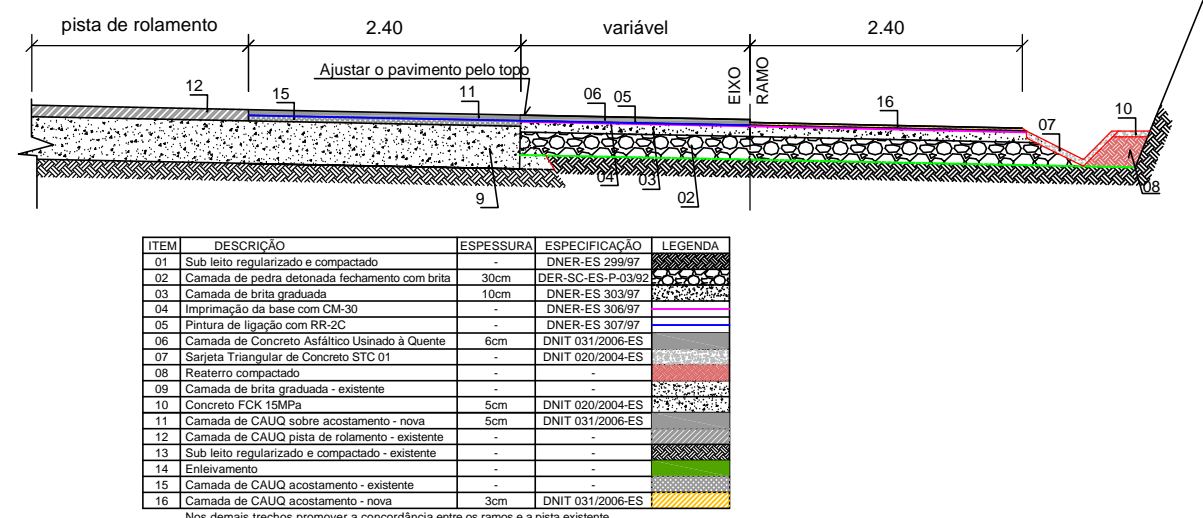 pista de rolamento 2.40 variável 2.40
Ajustar o pavimento pelo topo
EIXO
RAMO
12 15 11 06 05 16 07 10
9 04 03 02 08
ITEM DESCRIÇÃO ESPESSURA ESPECIFICAÇÃO LEGENDA
01 Sub leito regularizado e compactado - DNER-ES 299/97
02 Camada de pedra detonada fechamento com brita 30cm DER-SC-ES-P-03/92
03 Camada de brita graduada 10cm DNER-ES 303/97
04 Imprimação da base com CM-30 - DNER-ES 306/97
05 Pintura de ligação com RR-2C - DNER-ES 307/97
06 Camada de Concreto Asfáltico Usinado à Quente 6cm DNIT 031/2006-ES
07 Sarjeta Triangular de Concreto STC 01 - DNIT 020/2004-ES
08 Reaterro compactado - -
09 Camada de brita graduada - existente - -
10 Concreto FCK 15MPa 5cm DNIT 020/2004-ES
11 Camada de CAUQ sobre acostamento - nova 5cm DNIT 031/2006-ES
12 Camada de CAUQ pista de rolamento - existente - -
13 Sub leito regularizado e compactado - existente - -
14 Enleivamento - -
15 Camada de CAUQ acostamento - existente - -
16 Camada de CAUQ acostamento - nova 3cm DNIT 031/2006-ES
Nos demais trechos promover a concordância entre os ramos e a pista existente